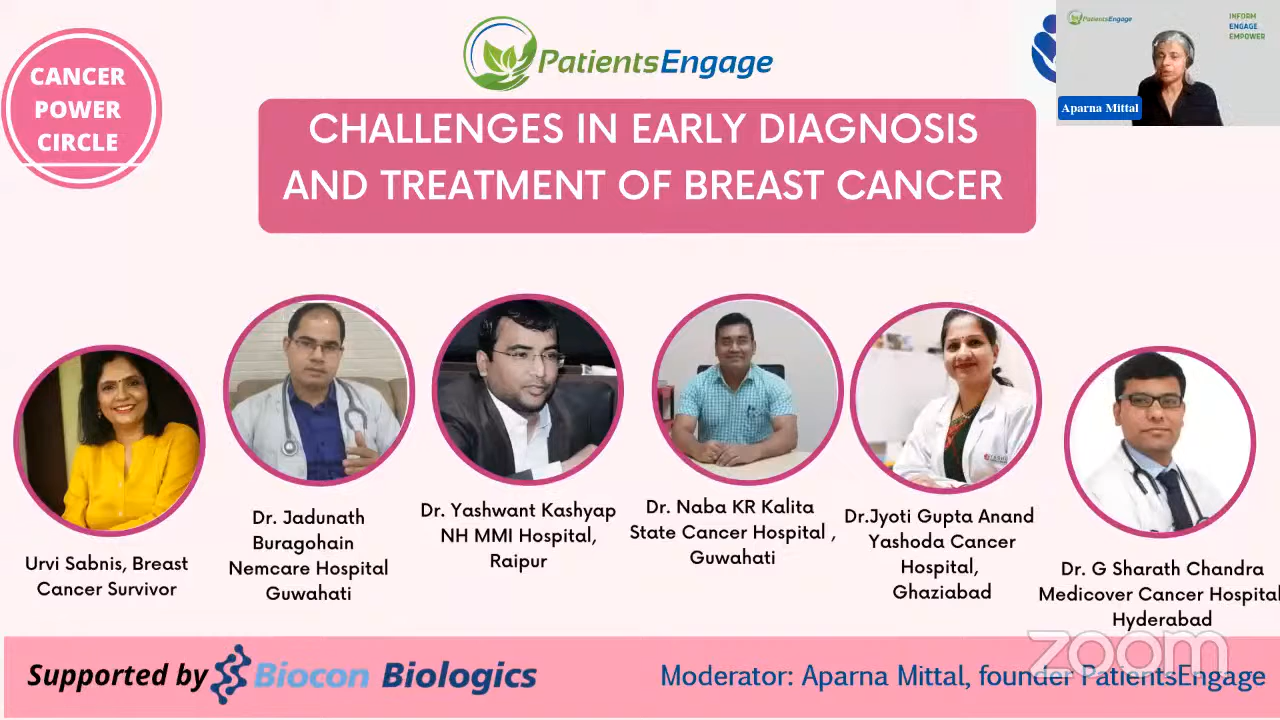 CANCER
POWER
CIRCLE
PatientsEngage
PatientsEngage
INFORM
ENGAGE
EMPOWER
Aparna Mittal
CHALLENGES IN EARLY DIAGNOSIS
AND TREATMENT OF BREAST CANCER
Urvi Sabnis, Breast
Cancer Survivor
Dr. Jadunath
Buragohain
Nemcare Hospital
Guwahati
Dr. Yashwant Kashyap
NH MMI Hospital,
Raipur
Dr. Naba KR Kalita
State Cancer Hospital ,
Guwahati
Dr.Jyoti Gupta Anand
Yashoda Cancer
Hospital,
Ghaziabad
Dr. G Sharath Chandra
Medicover Cancer Hospital
Hyderabad
Supported by Biocon Biologics
Moderator: Aparna Mittal, founder PatientsEngage
zoom